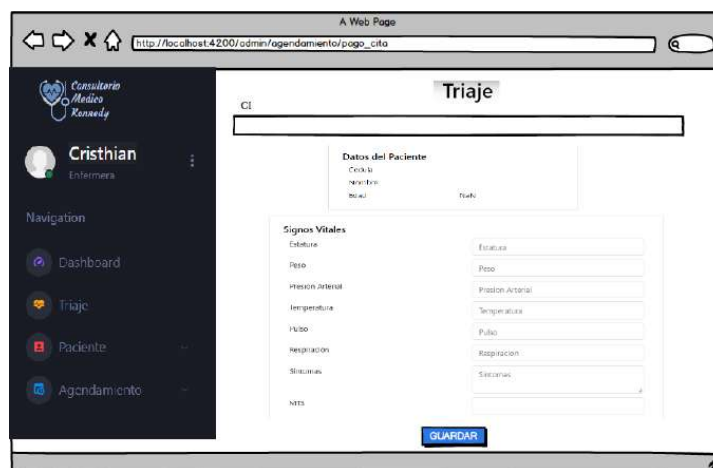 A Web Page
http://localhost:4200/admin/agendamiento/pago_cita
Consultorio
Medico
Kennedy
Cristhian
Enfermera
Navigation
Dashboard
Triaje
Paciente
Agendamiento
Triaje
CI
Datos del Paciente
Cedula
Nombre
Edad NaN
Signos Vitales
Estatura Estatura
Peso Peso
Presion Arterial Presion Arterial
Temperatura Temperatura
Pulso Pulso
Respiracion Respiracion
Sintomas Sintomas
GUARDAR